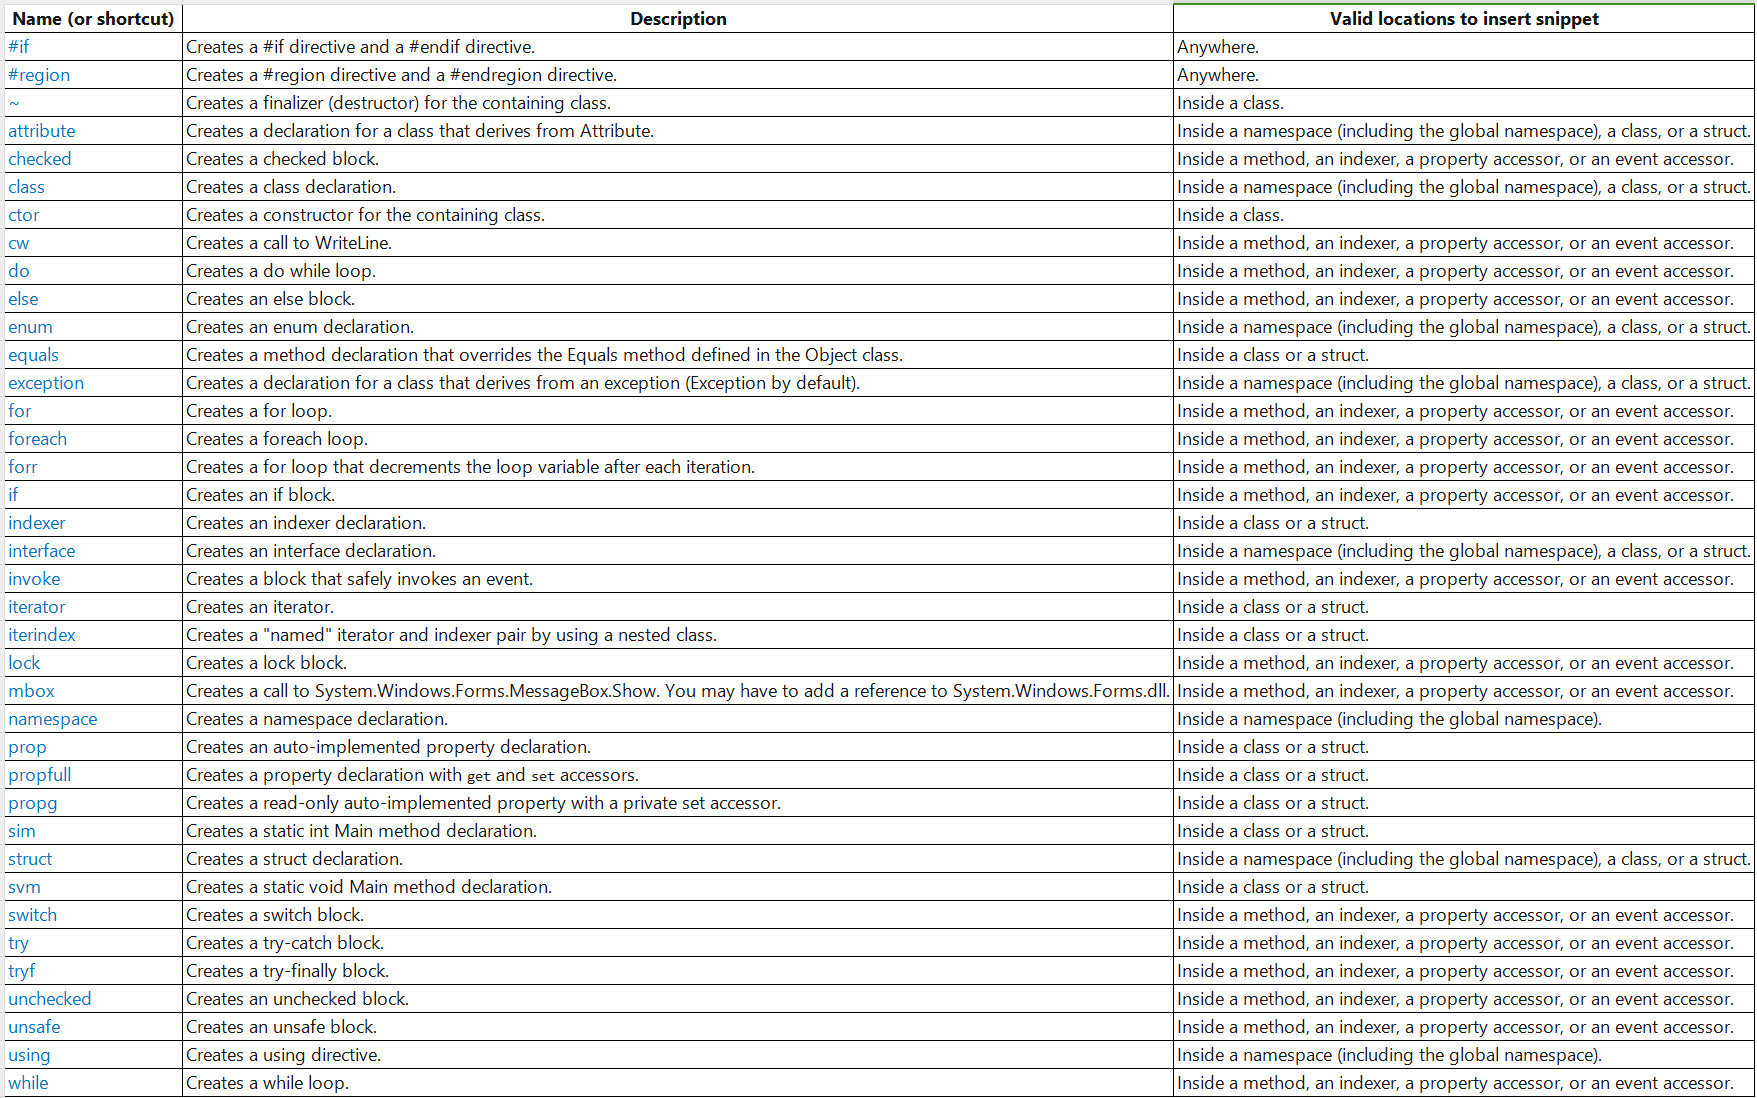 Name (or shortcut) Description Valid locations to insert snippet
#if Creates a #if directive and a #endif directive. Anywhere.
#region Creates a #region directive and a #endregion directive. Anywhere.
~ Creates a finalizer (destructor) for the containing class. Inside a class.
attribute Creates a declaration for a class that derives from Attribute. Inside a namespace (including the global namespace), a class, or a struct.
checked Creates a checked block. Inside a method, an indexer, a property accessor, or an event accessor.
class Creates a class declaration. Inside a namespace (including the global namespace), a class, or a struct.
ctor Creates a constructor for the containing class. Inside a class.
cw Creates a call to WriteLine. Inside a method, an indexer, a property accessor, or an event accessor.
do Creates a do while loop. Inside a method, an indexer, a property accessor, or an event accessor.
else Creates an else block. Inside a method, an indexer, a property accessor, or an event accessor.
enum Creates an enum declaration. Inside a namespace (including the global namespace), a class, or a struct.
equals Creates a method declaration that overrides the Equals method defined in the Object class. Inside a class or a struct.
exception Creates a declaration for a class that derives from an exception (Exception by default). Inside a namespace (including the global namespace), a class, or a struct.
for Creates a for loop. Inside a method, an indexer, a property accessor, or an event accessor.
foreach Creates a foreach loop. Inside a method, an indexer, a property accessor, or an event accessor.
forr Creates a for loop that decrements the loop variable after each iteration. Inside a method, an indexer, a property accessor, or an event accessor.
if Creates an if block. Inside a method, an indexer, a property accessor, or an event accessor.
indexer Creates an indexer declaration. Inside a class or a struct.
interface Creates an interface declaration. Inside a namespace (including the global namespace), a class, or a struct.
invoke Creates a block that safely invokes an event. Inside a method, an indexer, a property accessor, or an event accessor.
iterator Creates an iterator. Inside a class or a struct.
iterindex Creates a "named" iterator and indexer pair by using a nested class. Inside a class or a struct.
lock Creates a lock block. Inside a method, an indexer, a property accessor, or an event accessor.
mbox Creates a call to System.Windows.Forms.MessageBox.Show. You may have to add a reference to System.Windows.Forms.dll. Inside a method, an indexer, a property accessor, or an event accessor.
namespace Creates a namespace declaration. Inside a namespace (including the global namespace).
prop Creates an auto-implemented property declaration. Inside a class or a struct.
propfull Creates a property declaration with get and set accessors. Inside a class or a struct.
propg Creates a read-only auto-implemented property with a private set accessor. Inside a class or a struct.
sim Creates a static int Main method declaration. Inside a class or a struct.
struct Creates a struct declaration. Inside a namespace (including the global namespace), a class, or a struct.
svm Creates a static void Main method declaration. Inside a class or a struct.
switch Creates a switch block. Inside a method, an indexer, a property accessor, or an event accessor.
try Creates a try-catch block. Inside a method, an indexer, a property accessor, or an event accessor.
tryf Creates a try-finally block. Inside a method, an indexer, a property accessor, or an event accessor.
unchecked Creates an unchecked block. Inside a method, an indexer, a property accessor, or an event accessor.
unsafe Creates an unsafe block. Inside a method, an indexer, a property accessor, or an event accessor.
using Creates a using directive. Inside a namespace (including the global namespace).
while Creates a while loop. Inside a method, an indexer, a property accessor, or an event accessor.